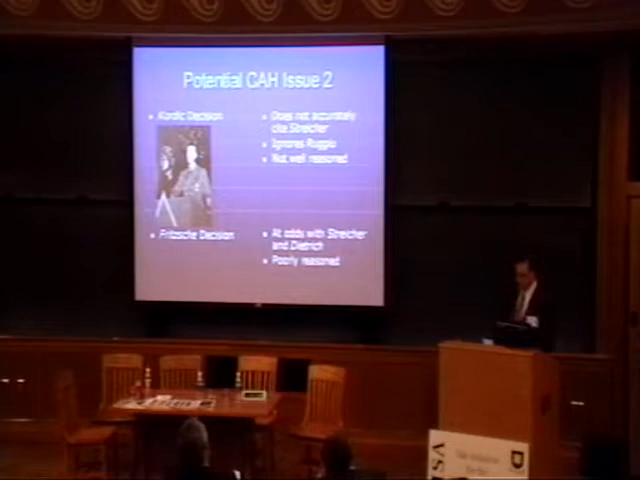 Potential CAH Issue 2
Kordic Decision
Does not accurately
cite Streicher
Ignores Ruggio
Not well reasoned
Fritzsche Decision
At odds with Streicher
and Dietrich
Poorly reasoned
D